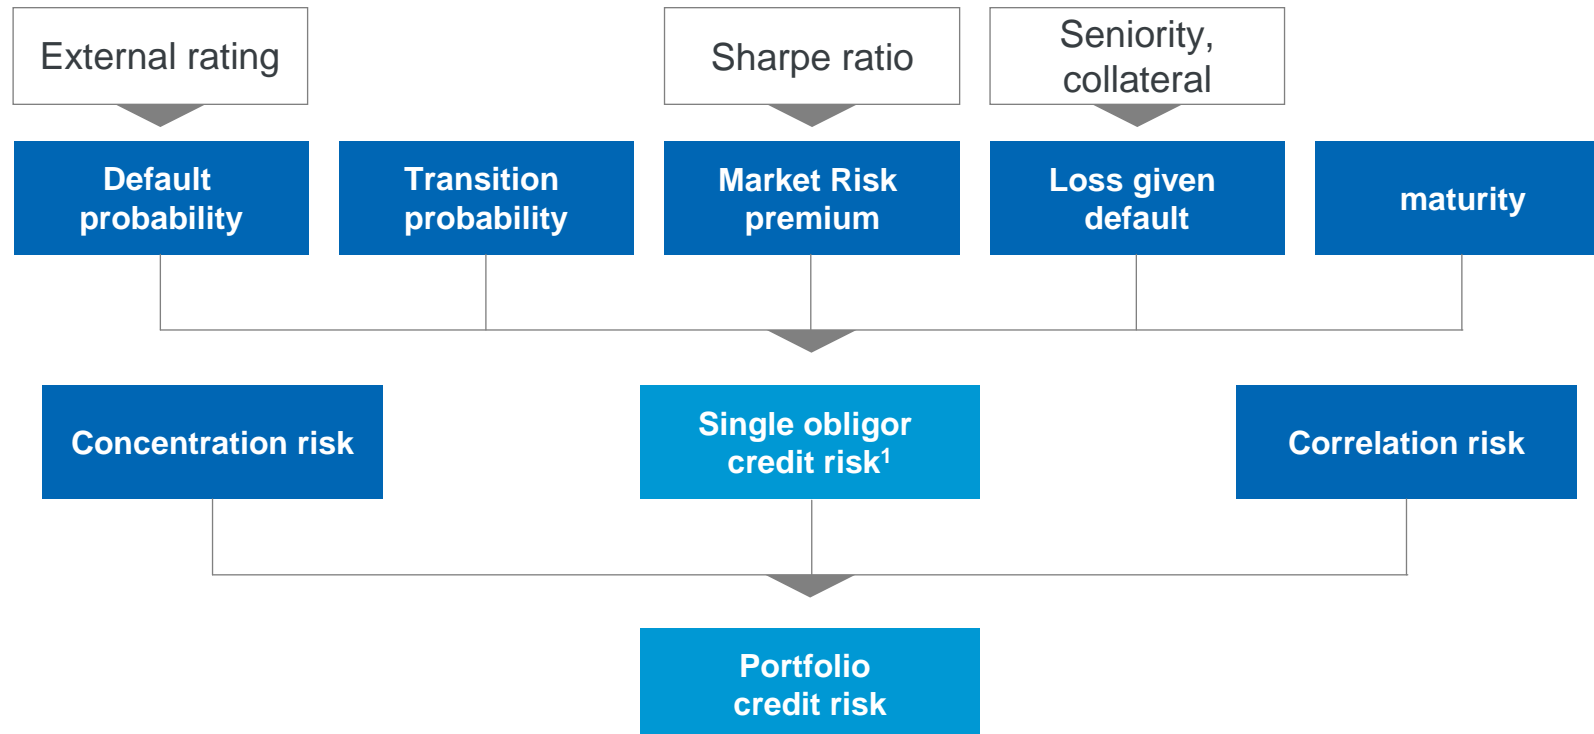 External rating
Sharpe ratio
Seniority,
collateral
Default
probability
Transition
probability
Market Risk
premium
Loss given
default
maturity
Concentration risk
Single obligor
credit risk¹
Correlation risk
Portfolio
credit risk